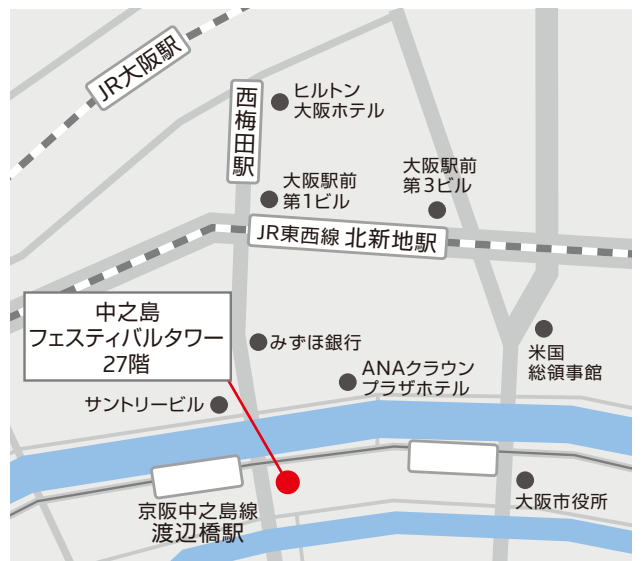 JR大阪駅
西梅田駅
ヒルトン
大阪ホテル
大阪駅前
第1ビル
大阪駅前
第3ビル
JR東西線 北新地駅
中之島
フェスティバルタワー
27階
みずほ銀行
米国
総領事館
ANAクラウン
プラザホテル
サントリービル
京阪中之島線
渡辺橋駅
大阪市役所